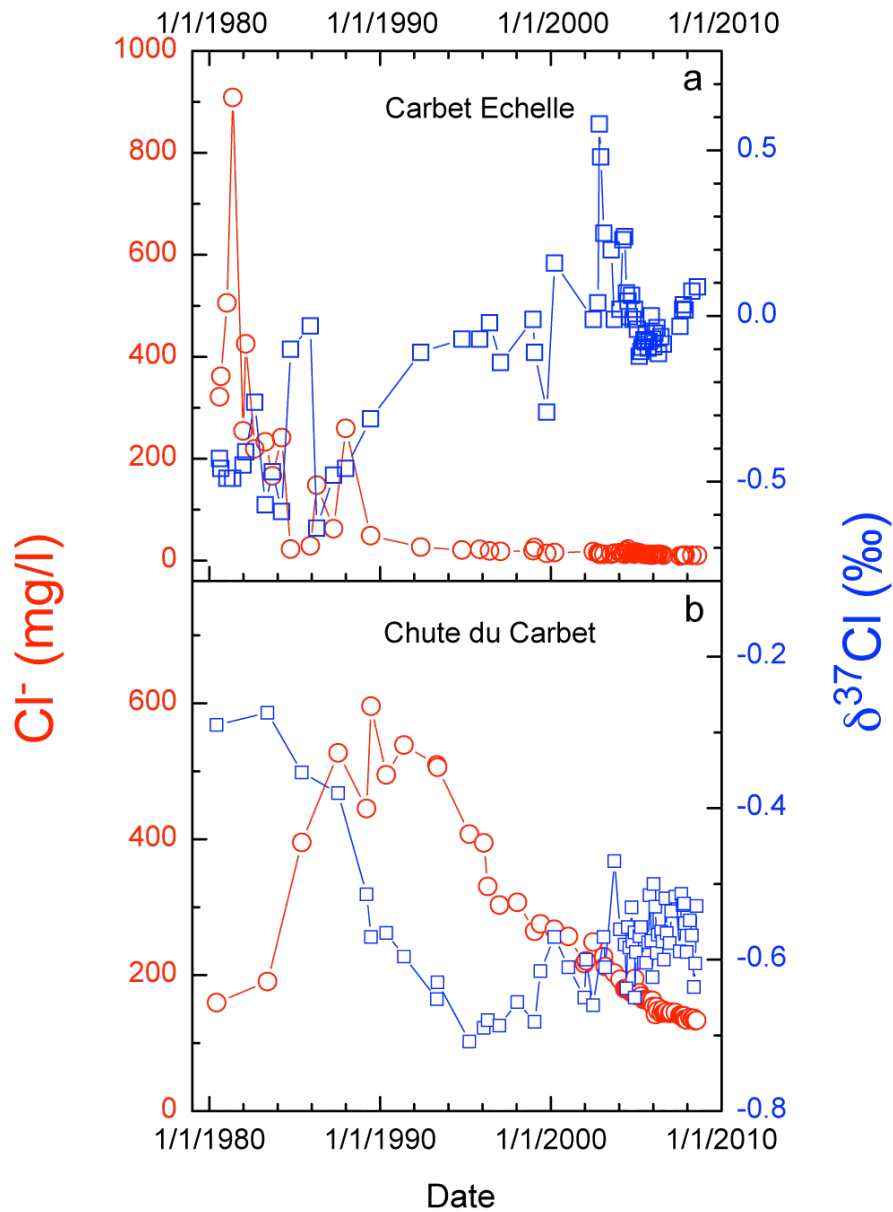 1/1/1980 1/1/1990 1/1/2000 1/1/2010
a
Carbet Echelle
1000
800
600
400
200
0
0.5
0.0
-0.5
b
Chute du Carbet
600
400
200
0
-0.2
-0.4
-0.6
-0.8
Cl- (mg/l)
δ37Cl (‰)
1/1/1980 1/1/1990 1/1/2000 1/1/2010
Date